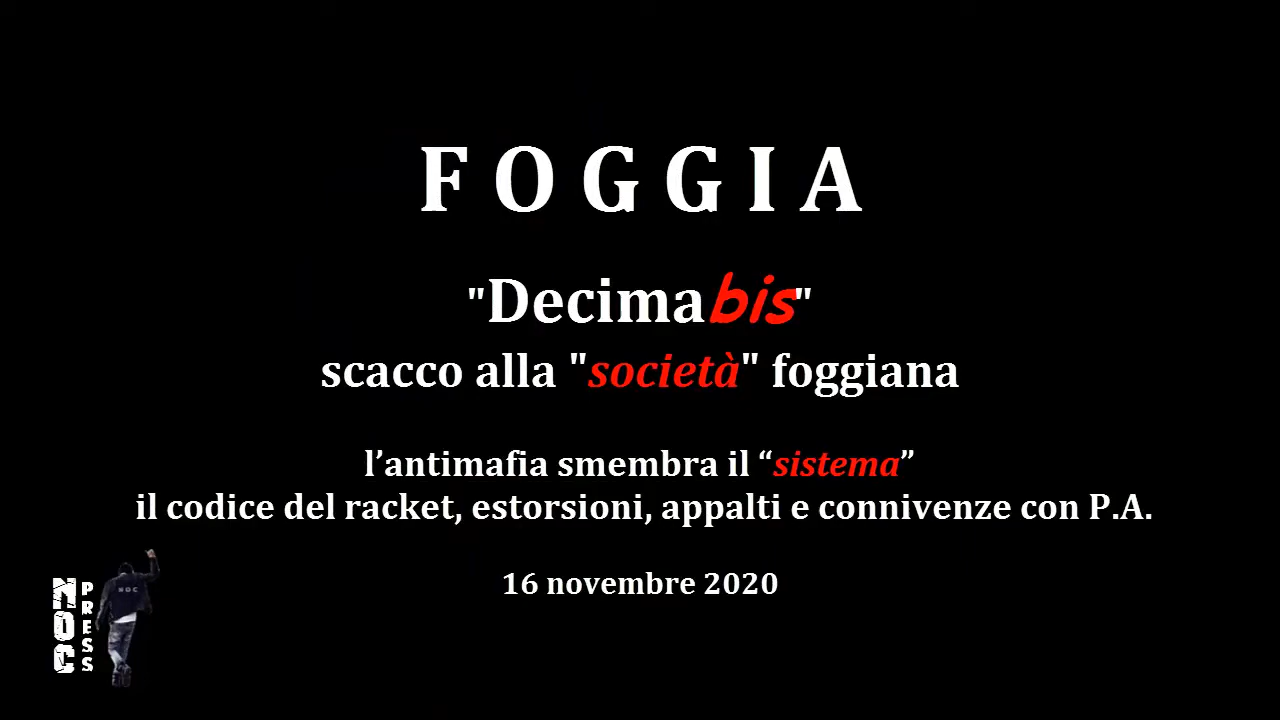 F O G G I A
"Decimabis"
scacco alla "società" foggiana
l’antimafia smembra il “sistema”
il codice del racket, estorsioni, appalti e connivenze con P.A.
16 novembre 2020
NOC
PRESS
NOC